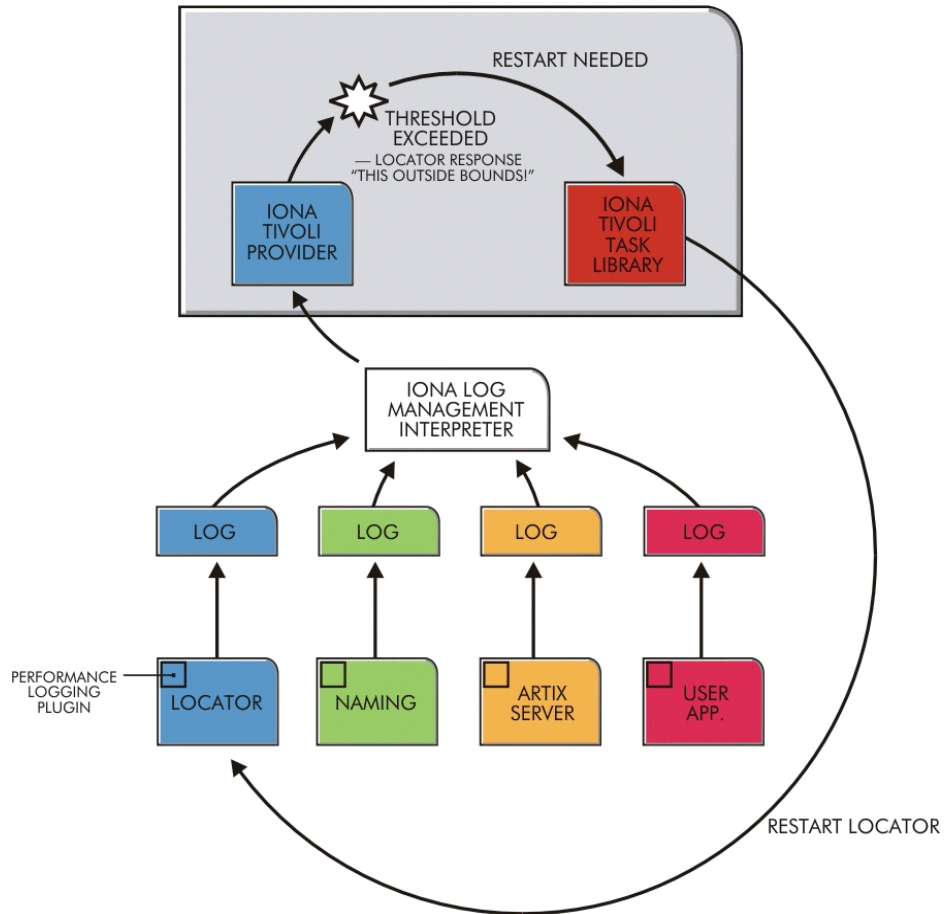 RESTART NEEDED
THRESHOLD
EXCEEDED
— LOCATOR RESPONSE
“THIS OUTSIDE BOUNDS!”
IONA
TIVOLI
PROVIDER
IONA
TIVOLI
TASK
LIBRARY
IONA LOG
MANAGEMENT
INTERPRETER
LOG
LOG
LOG
LOG
PERFORMANCE
LOGGING
PLUGIN
LOCATOR
NAMING
ARTIX
SERVER
USER
APP.
RESTART LOCATOR